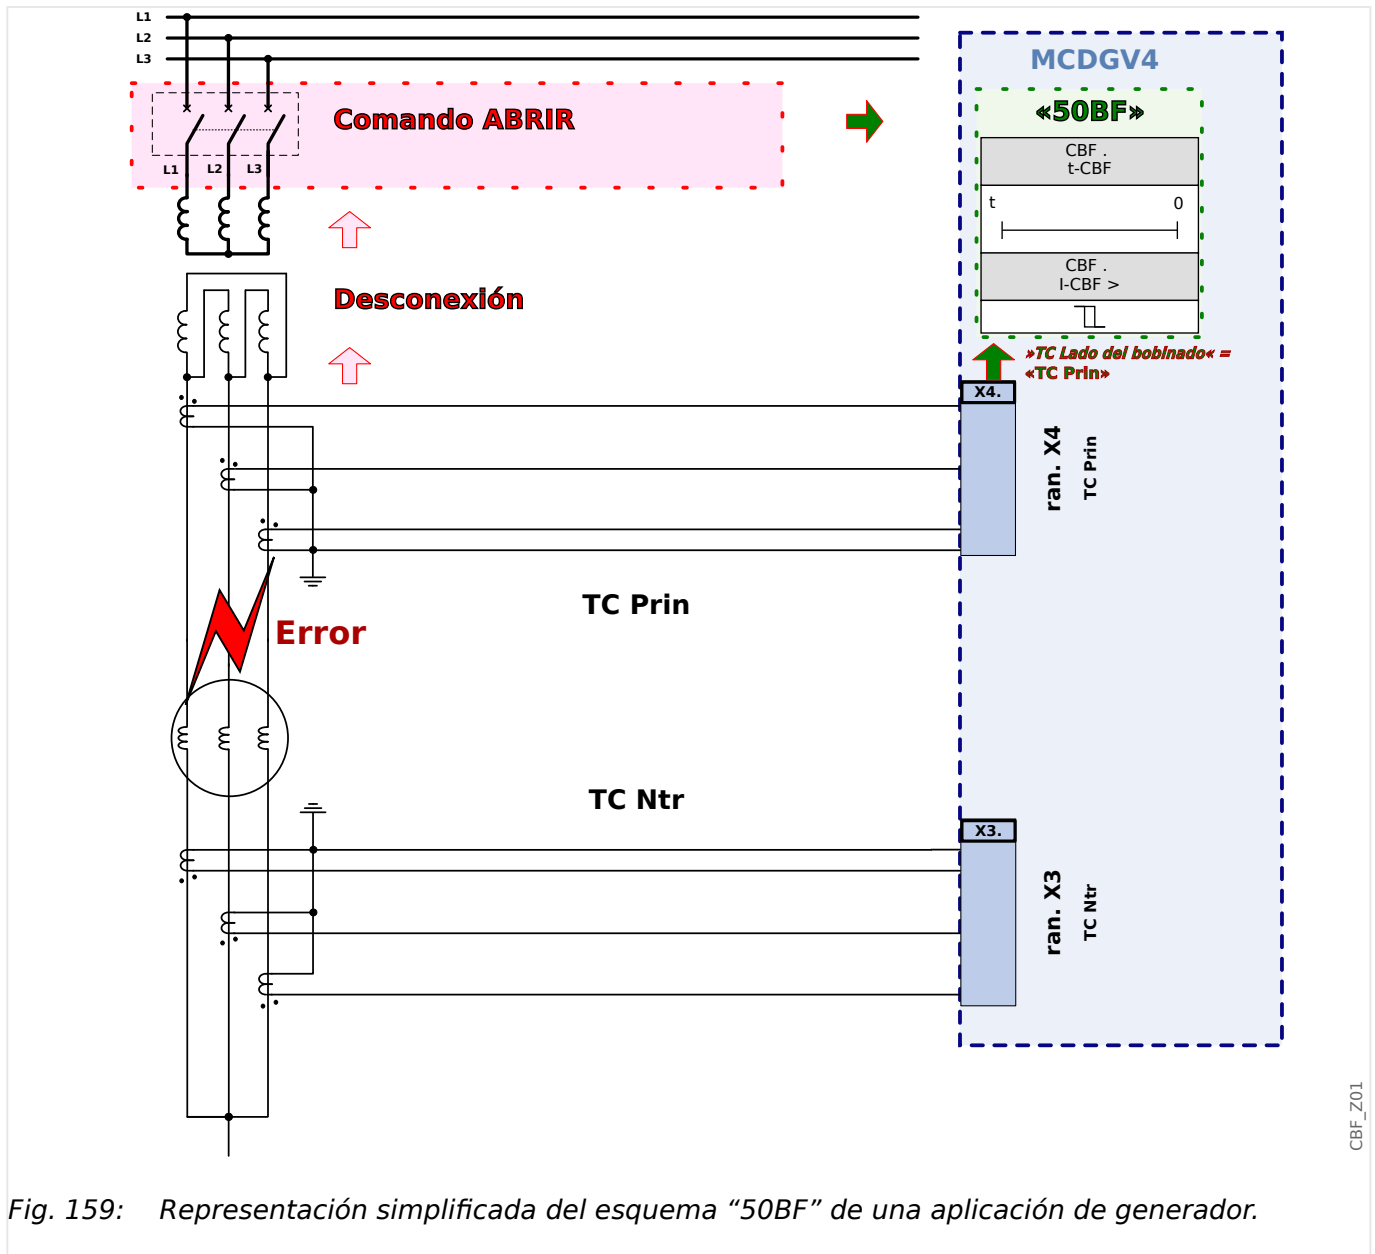 L1
L2
L3
MCDGV4
Comando ABRIR
«50BF»
CBF .
t-CBF
L1 L2 L3
t 0
CBF .
I-CBF >
Desconexión
»TC Lado del bobinado« =
«TC Prin»
X4.
ran. X4
TC Prin
TC Prin
Error
TC Ntr
X3.
ran. X3
TC Ntr
CBF_Z01
Fig. 159: Representación simplificada del esquema “50BF” de una aplicación de generador.